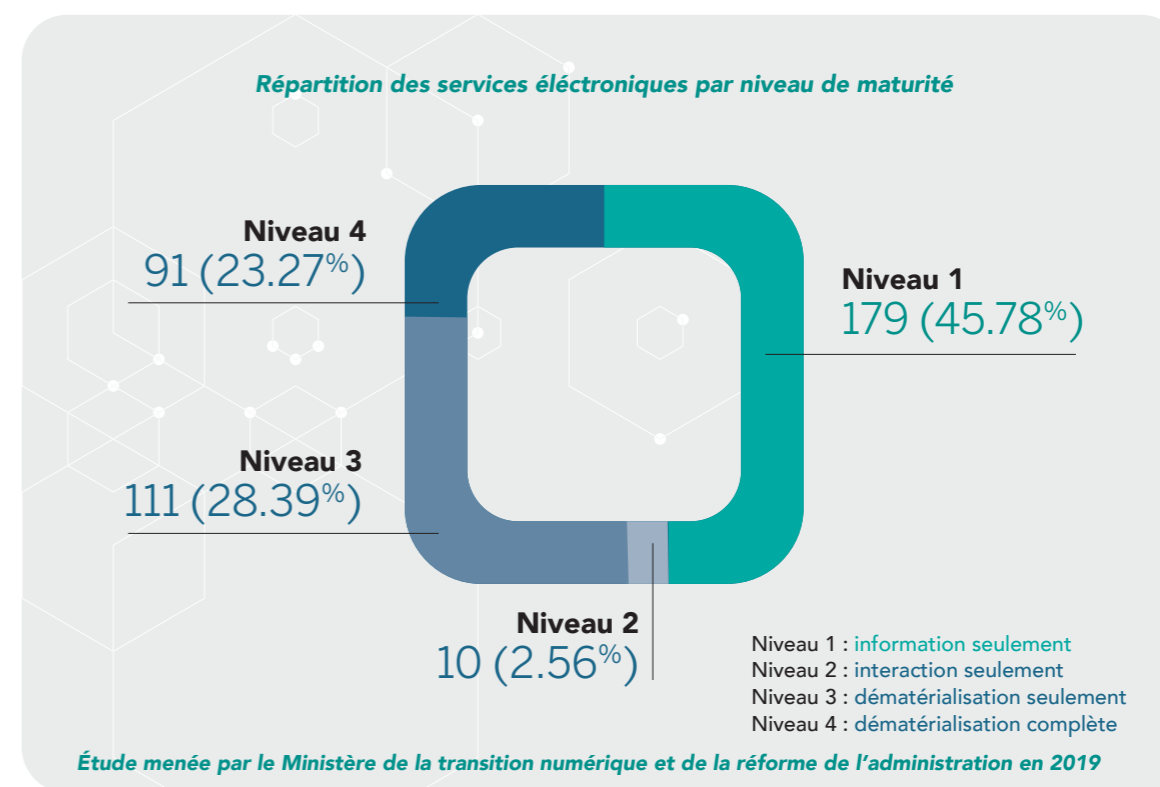 Répartition des services éléctroniques par niveau de maturité
Niveau 4
91 (23.27%)
Niveau 1
179 (45.78%)
Niveau 3
111 (28.39%)
Niveau 2
10 (2.56%)
Niveau 1 : information seulement
Niveau 2 : interaction seulement
Niveau 3 : dématérialisation seulement
Niveau 4 : dématérialisation complète
Étude menée par le Ministère de la transition numérique et de la réforme de l'administration en 2019